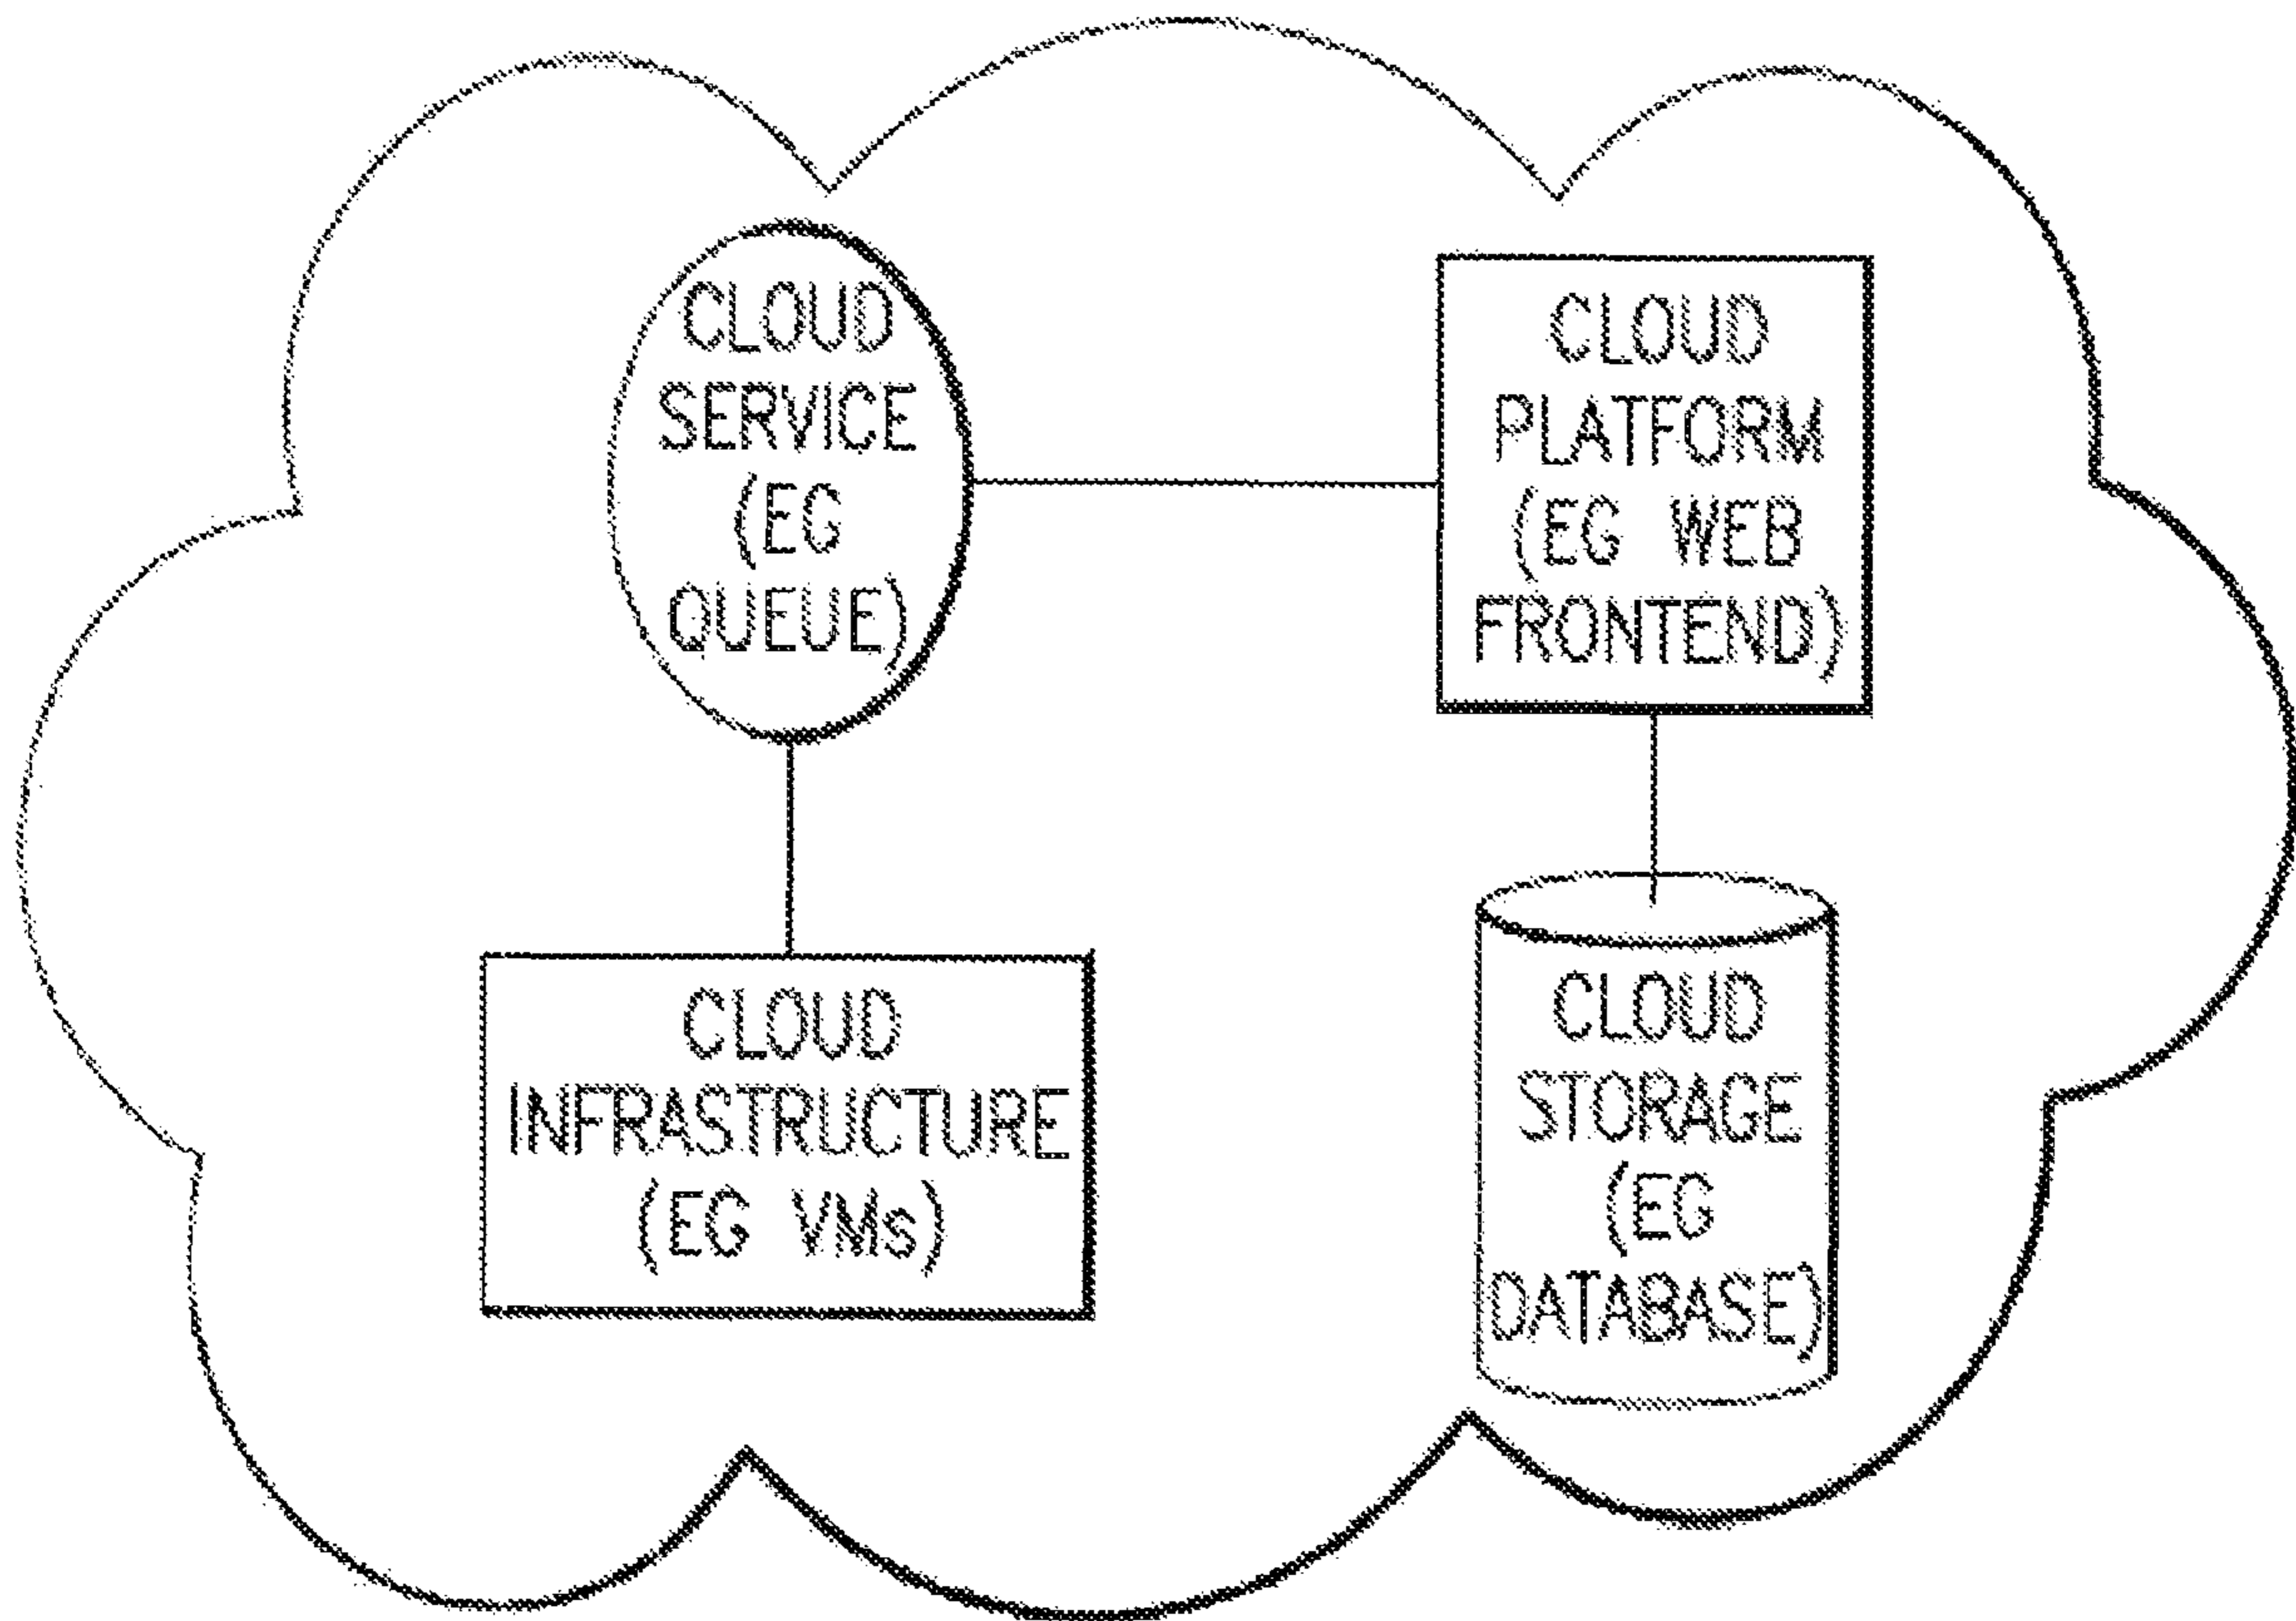 CLOUD
SERVICE
(EG
QUEUE)
CLOUD
PLATFORM
(EG WEB
FRONTEND)
CLOUD
INFRASTRUCTURE
(EG VMs)
CLOUD
STORAGE
(EG
DATABASE)